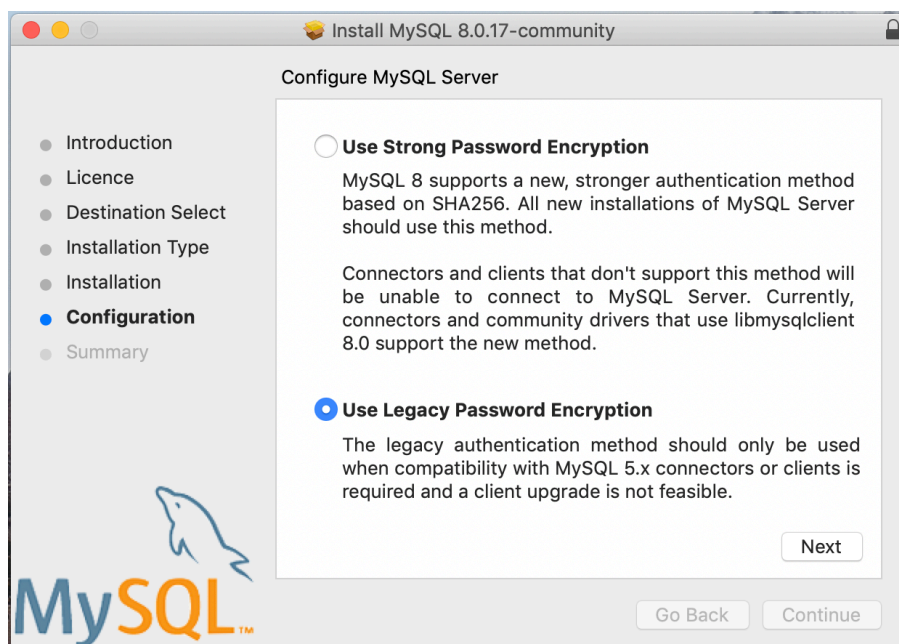 Install MySQL 8.0.17-community
Configure MySQL Server
Introduction
Licence
Destination Select
Installation Type
Installation
Configuration
Summary
Use Strong Password Encryption
MySQL 8 supports a new, stronger authentication method
based on SHA256. All new installations of MySQL Server
should use this method.
Connectors and clients that don't support this method will
be unable to connect to MySQL Server. Currently,
connectors and community drivers that use libmysqlclient
8.0 support the new method.
Use Legacy Password Encryption
The legacy authentication method should only be used
when compatibility with MySQL 5.x connectors or clients is
required and a client upgrade is not feasible.
Next
MySQL™
Go Back
Continue